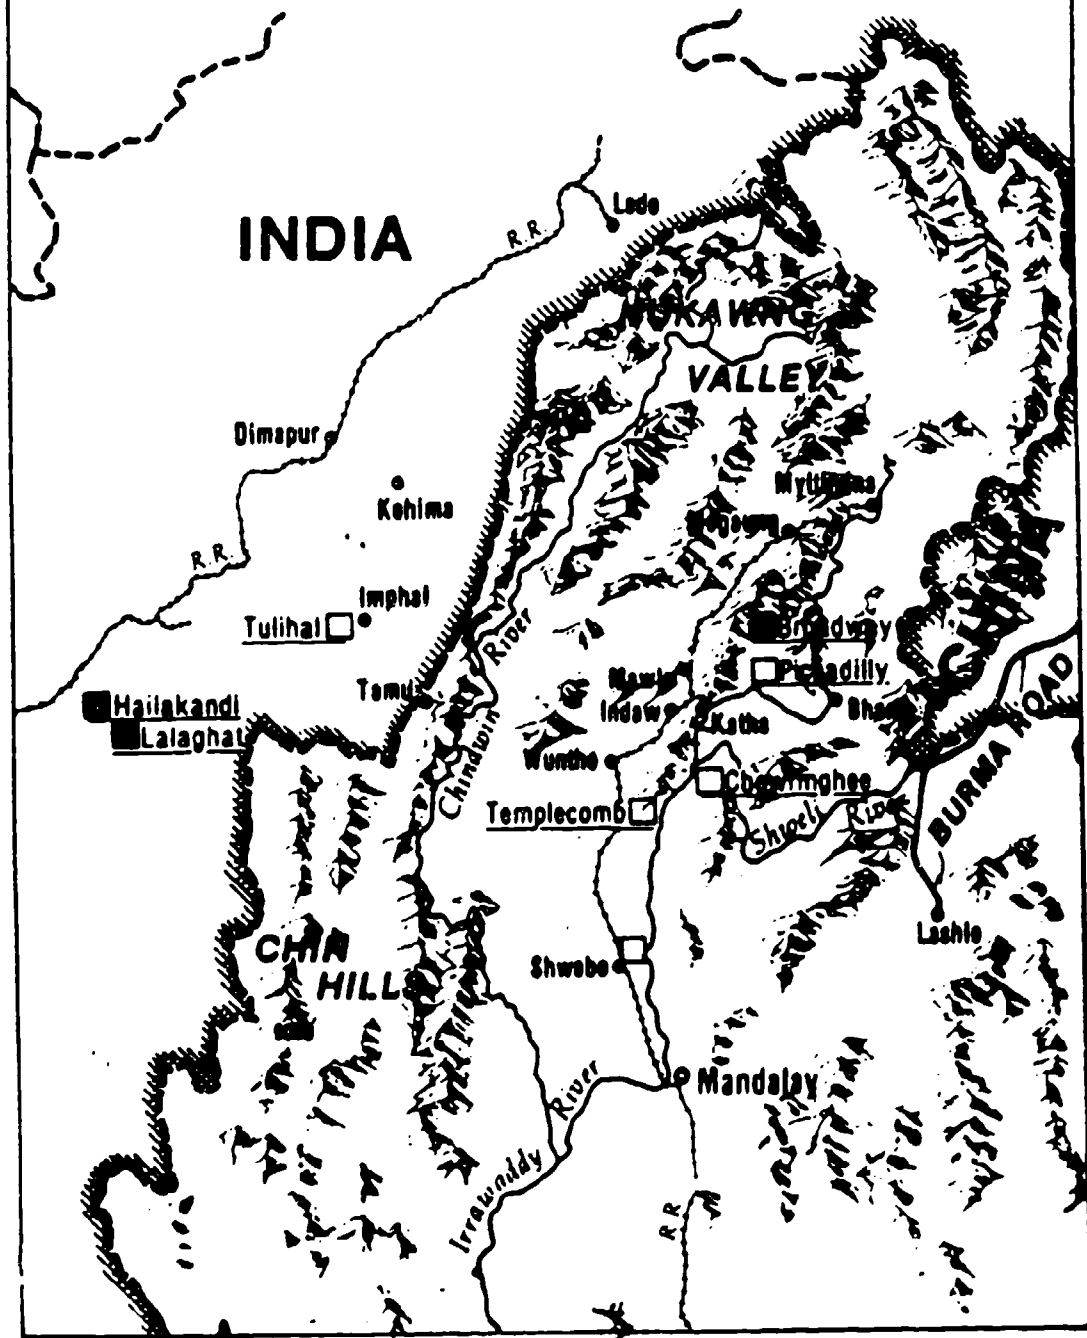 Ledo
R.R.
INDIA
VALLEY
Dimapur
Kohima
R.R.
Imphal
Tulihal
River
Broadway
Piccadilly
Tamu
Hailakandi
Indaw
Katha
Lalaghat
Chindwin
Wuntho
Chowringhee
ROAD
BURMA
Templecomb
Shweli
CHINA
Lashio
CHIN
HILLS
Shwebo
Mandalay
River
Irrawaddy
R.R.